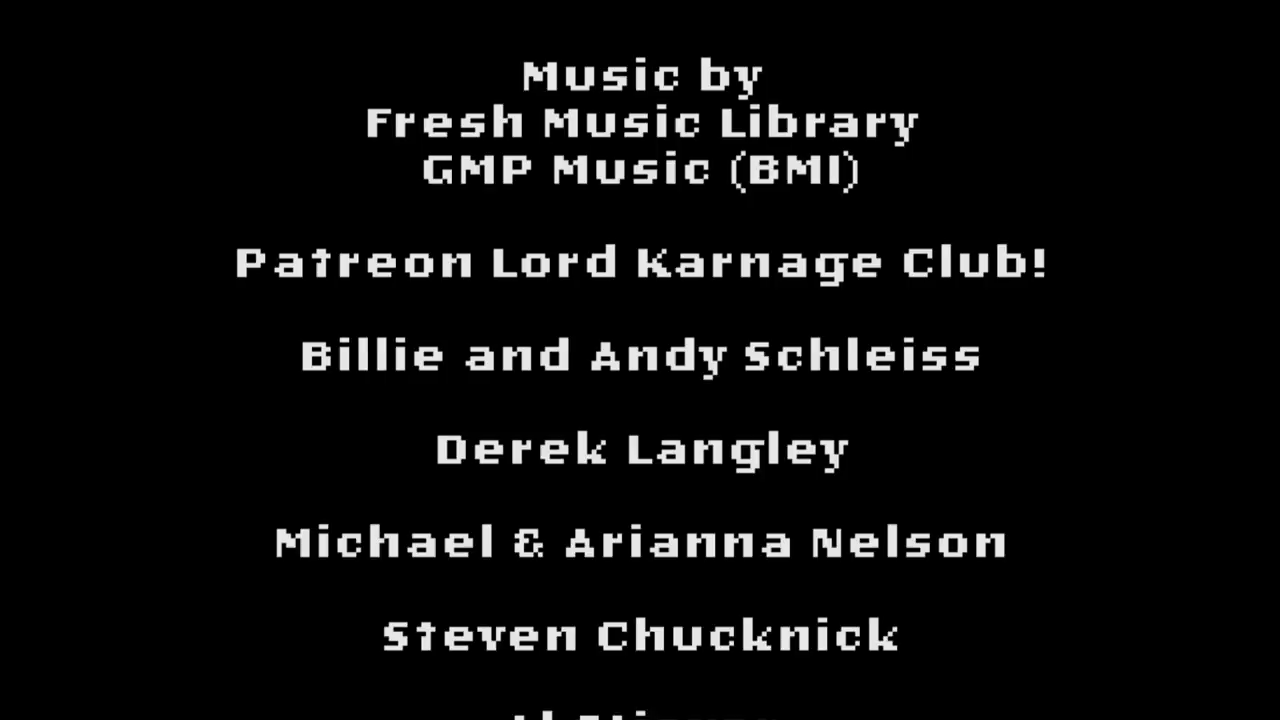 Music by
Fresh Music Library
GMP Music (BMI)
Patreon Lord Karnage Club!
Billie and Andy Schleiss
Derek Langley
Michael & Arianna Nelson
Steven Chucknick